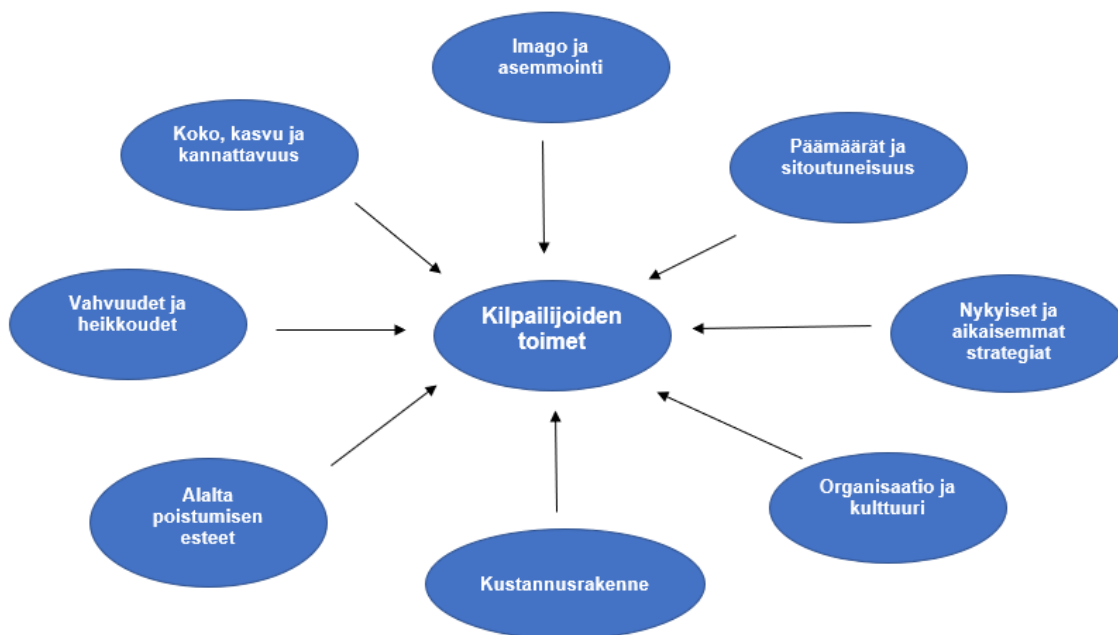 Imago ja
asemmointi
Koko, kasvu ja
kannattavuus
Päämäärät ja
sitoutuneisuus
Vahvuudet ja
heikkoudet
Kilpailijoiden
toimet
Nykyiset ja
aikaisemmat
strategiat
Alalta
poistumisen
esteet
Organisaatio ja
kulttuuri
Kustannusrakenne